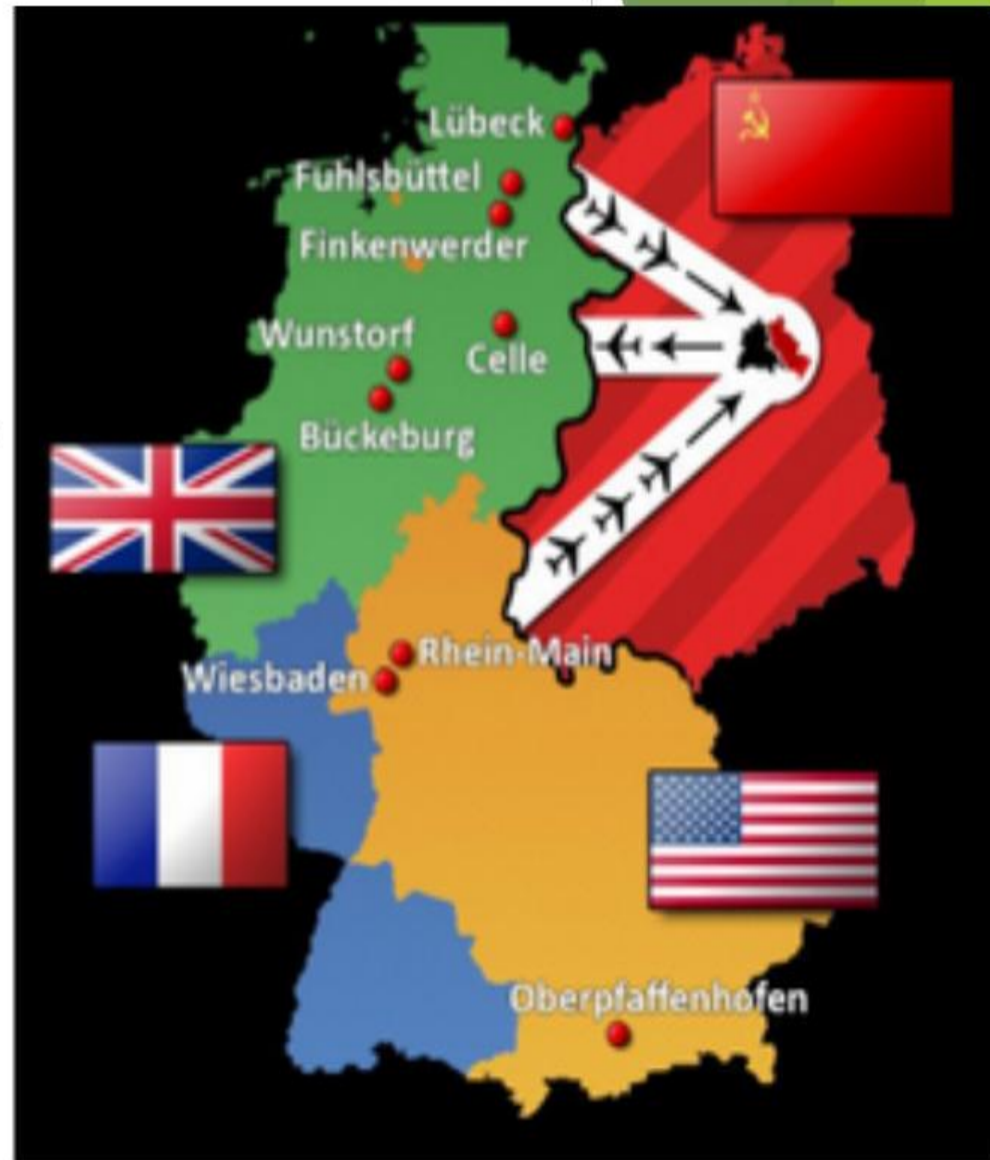 Lübeck
Fuhlsbüttel
Finkenwerder
Wunstorf
Celle
Bückeburg
Rhein-Main
Wiesbaden
Oberpfaffenhofen